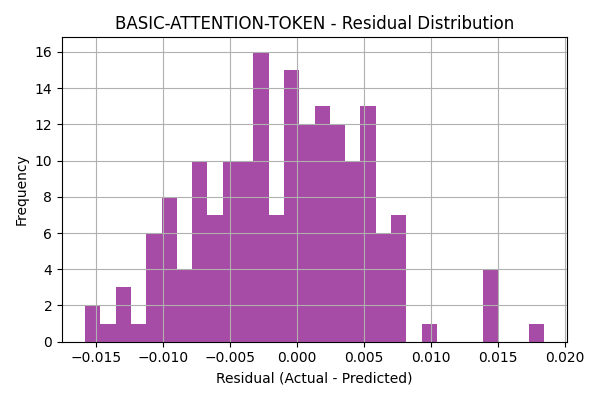 BASIC-ATTENTION-TOKEN - Residual Distribution
Frequency
16
14
12
10
8
6
4
2
0
−0.015 −0.010 −0.005 0.000 0.005 0.010 0.015 0.020
Residual (Actual - Predicted)